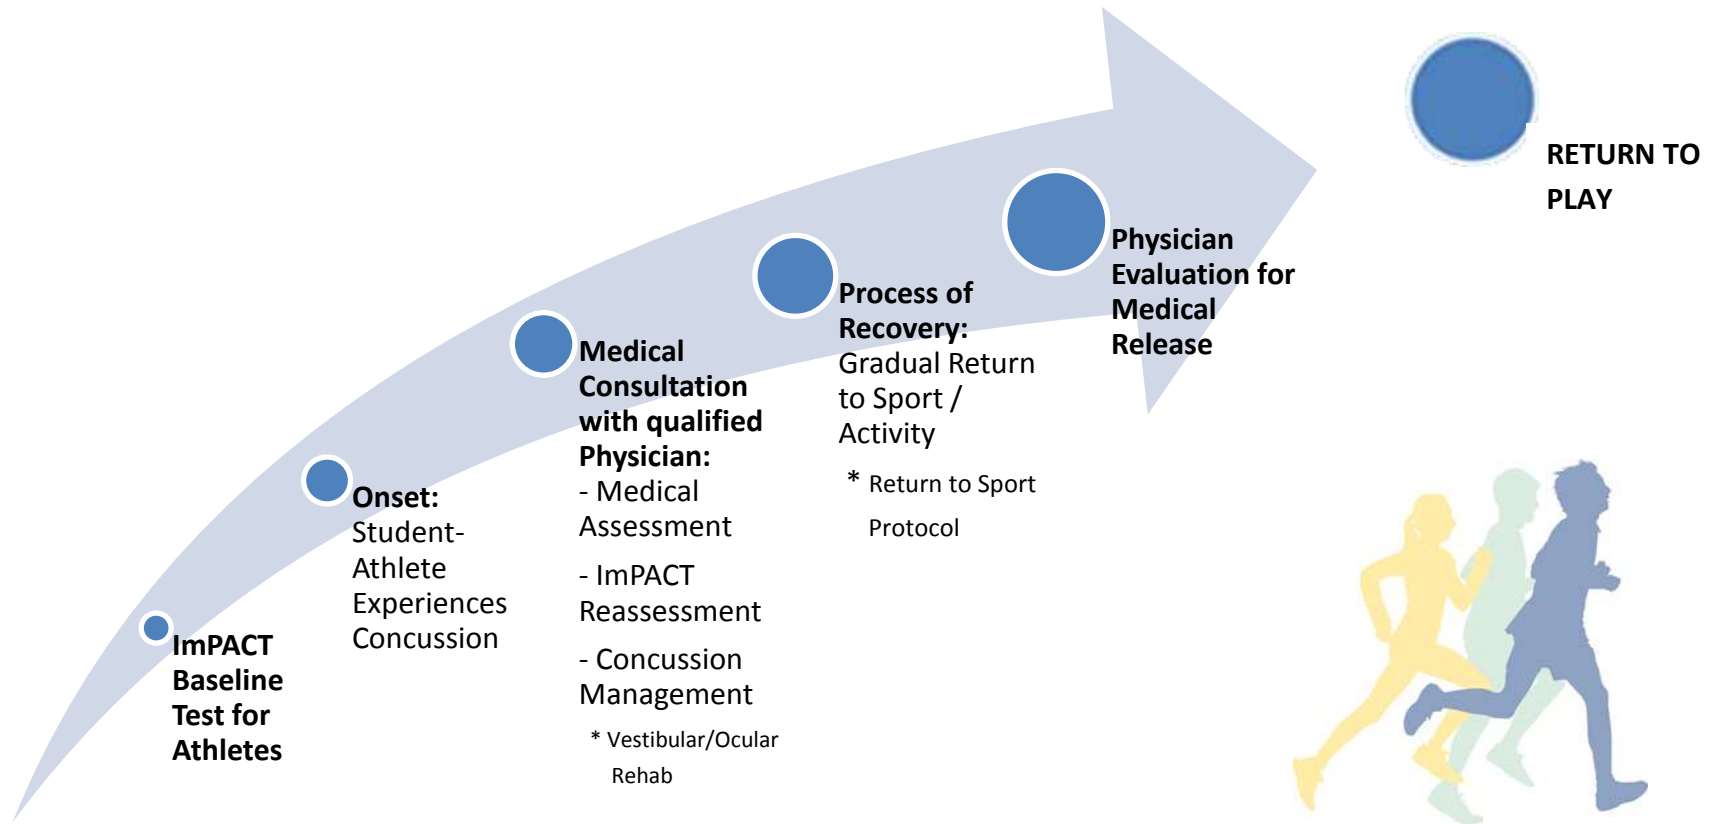 ImPACT
Baseline
Test for
Athletes
Onset:
Student-
Athlete
Experiences
Concussion
Medical
Consultation
with qualified
Physician:
- Medical
Assessment
- ImPACT
Reassessment
- Concussion
Management
* Vestibular/Ocular
Rehab
Process of
Recovery:
Gradual Return
to Sport /
Activity
* Return to Sport
Protocol
Physician
Evaluation for
Medical
Release
RETURN TO
PLAY